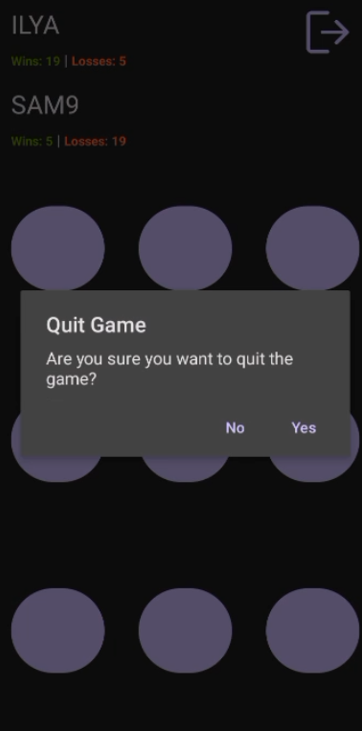 ILYA
Wins: 19 | Losses: 5
SAM9
Wins: 5 | Losses: 19
Quit Game
Are you sure you want to quit the
game?
No Yes